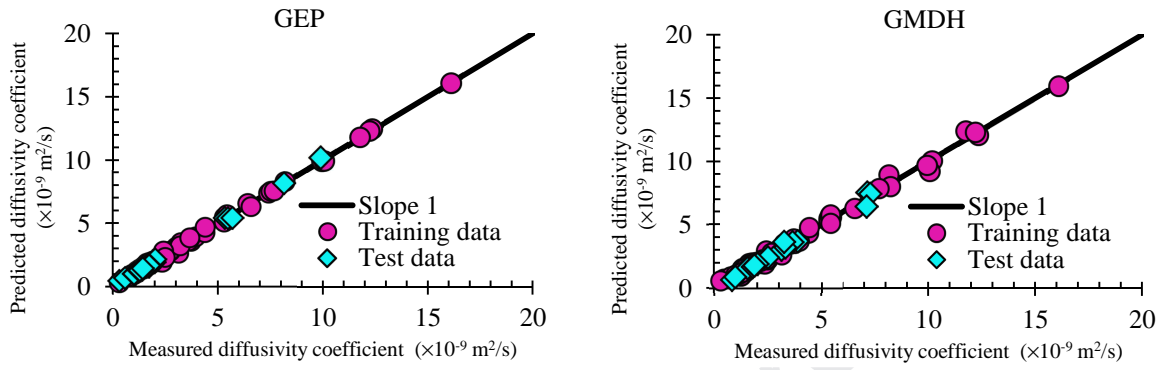 GEP
Predicted diffusivity coefficient
(×10⁻⁹ m²/s)
20
15
10
5
0
0 5 10 15 20
Slope 1
Training data
Test data
Measured diffusivity coefficient (×10⁻⁹ m²/s)
GMDH
Predicted diffusivity coefficient
(×10⁻⁹ m²/s)
20
15
10
5
0
0 5 10 15 20
Slope 1
Training data
Test data
Measured diffusivity coefficient (×10⁻⁹ m²/s)